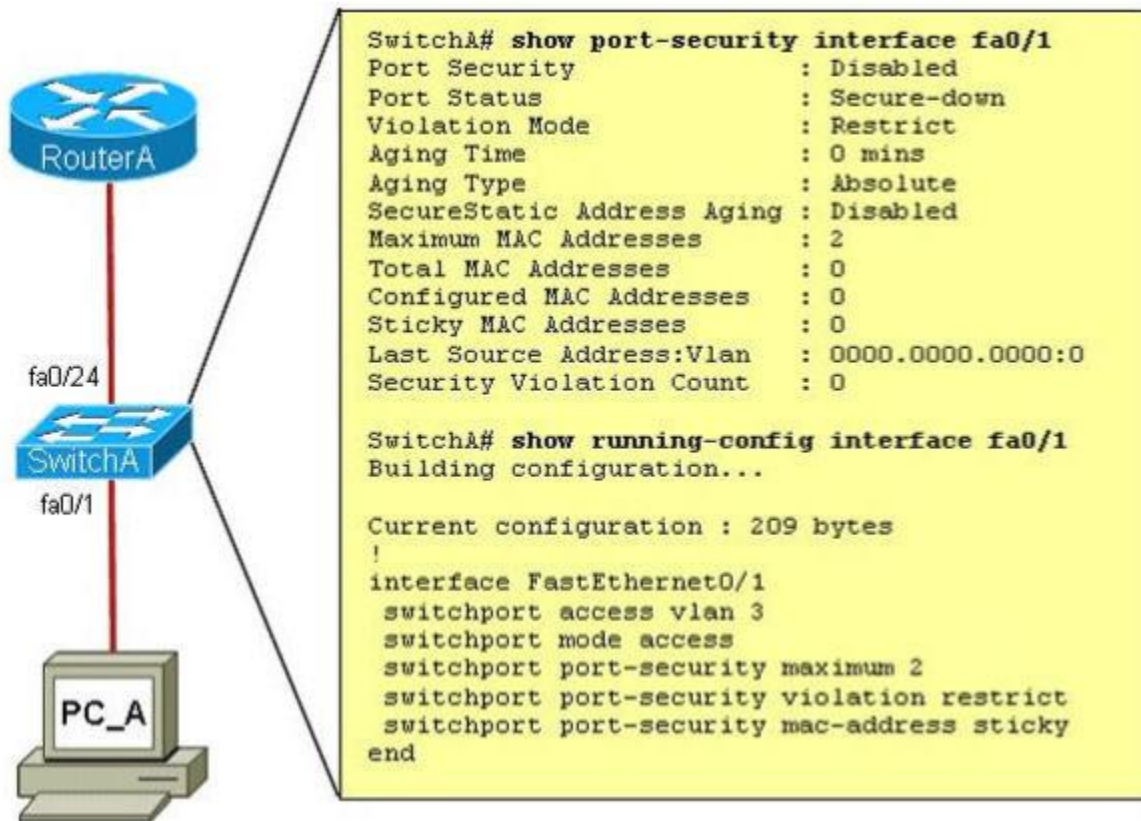 RouterA
fa0/24
SwitchA
fa0/1
PC_A
SwitchA# show port-security interface fa0/1
Port Security : Disabled
Port Status : Secure-down
Violation Mode : Restrict
Aging Time : 0 mins
Aging Type : Absolute
SecureStatic Address Aging : Disabled
Maximum MAC Addresses : 2
Total MAC Addresses : 0
Configured MAC Addresses : 0
Sticky MAC Addresses : 0
Last Source Address:Vlan : 0000.0000.0000:0
Security Violation Count : 0
SwitchA# show running-config interface fa0/1
Building configuration...
Current configuration : 209 bytes
!
interface FastEthernet0/1
switchport access vlan 3
switchport mode access
switchport port-security maximum 2
switchport port-security violation restrict
switchport port-security mac-address sticky
end